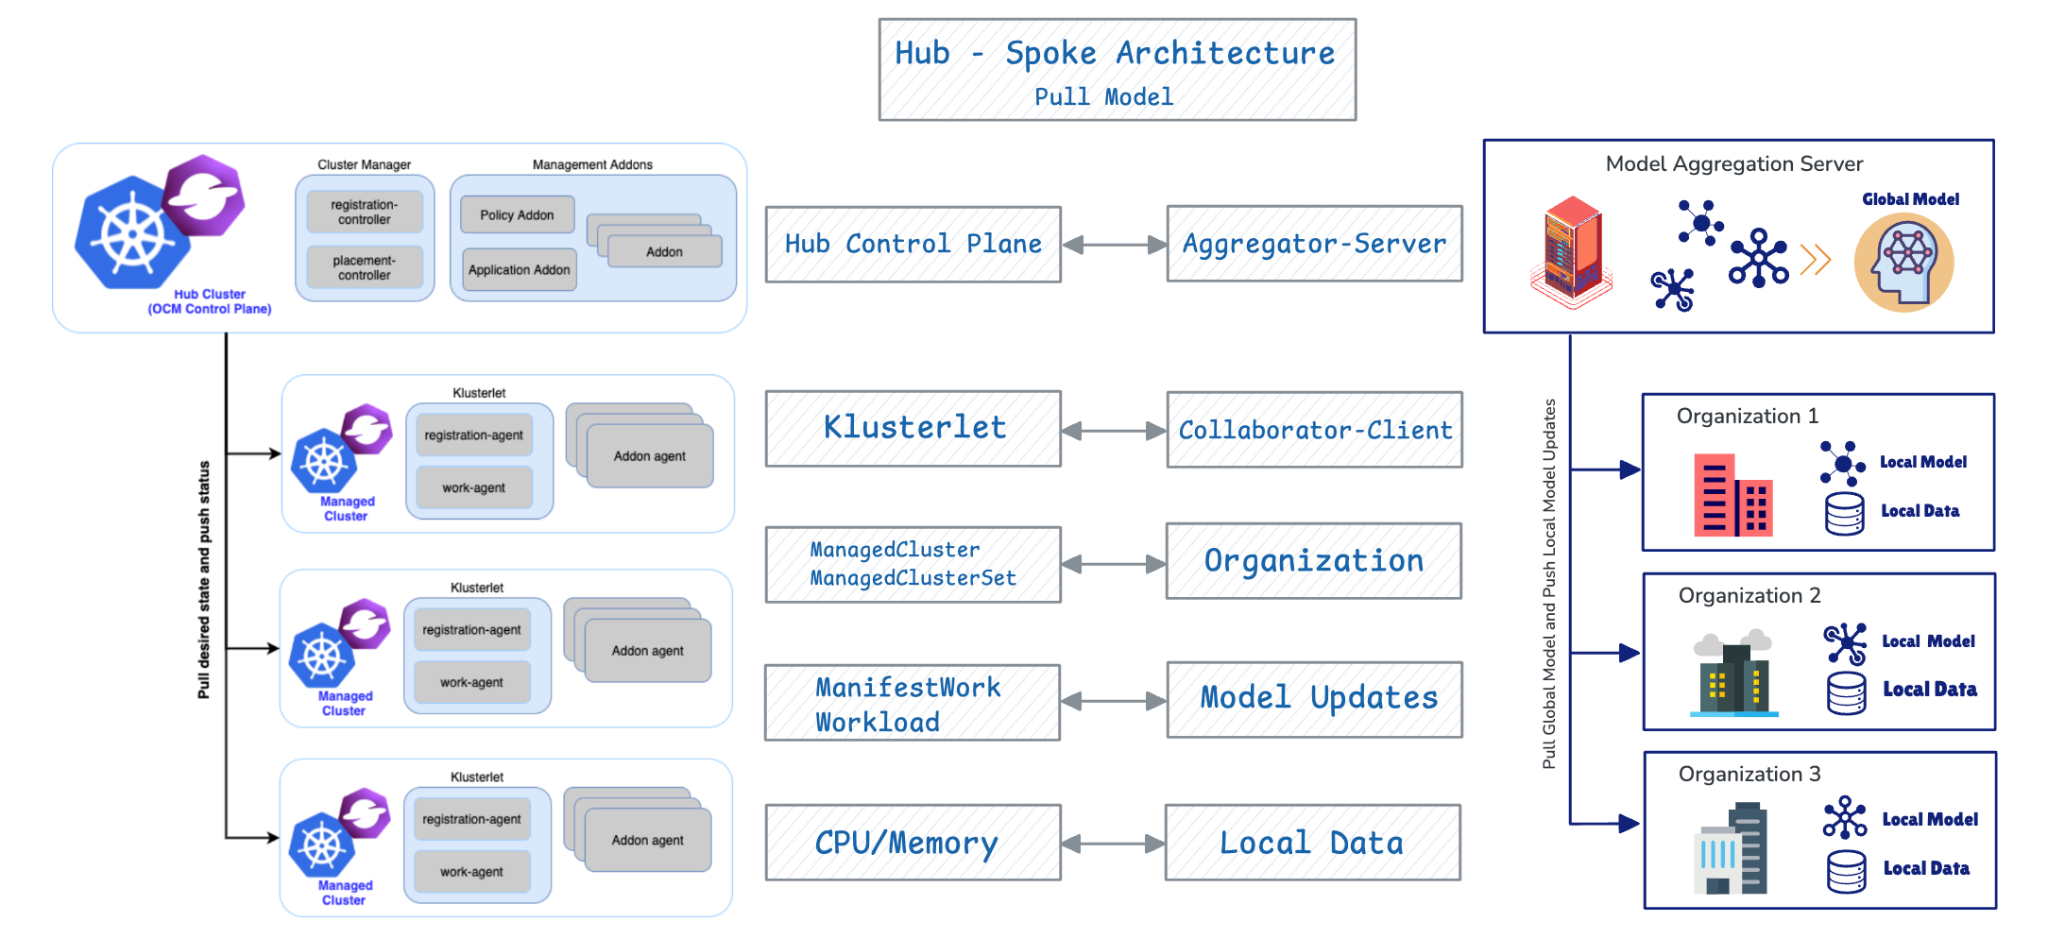 Hub - Spoke Architecture
Pull Model
Cluster Manager
registration-
controller
placement-
controller
Management Addons
Policy Addon
Application Addon
Addon
Hub Cluster
(OCM Control Plane)
Pull desired state and push status
Klusterlet
registration-agent
work-agent
Addon agent
Managed
Cluster
Klusterlet
registration-agent
work-agent
Addon agent
Managed
Cluster
Klusterlet
registration-agent
work-agent
Addon agent
Managed
Cluster
Hub Control Plane
Aggregator-Server
Klusterlet
Collaborator-Client
ManagedCluster
ManagedClusterSet
Organization
ManifestWork
Workload
Model Updates
CPU/Memory
Local Data
Model Aggregation Server
Global Model
Pull Global Model and Push Local Model Updates
Organization 1
Local Model
Local Data
Organization 2
Local Model
Local Data
Organization 3
Local Model
Local Data